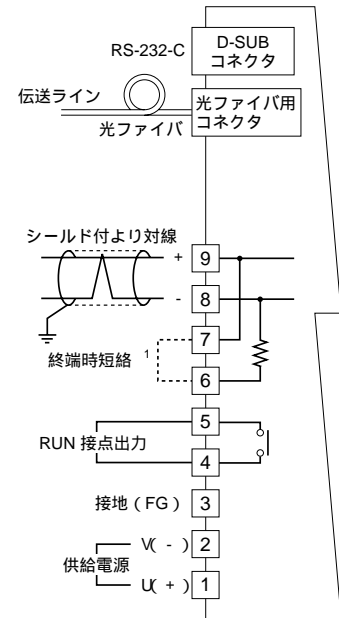 RS-232-C
D-SUB
コネクタ
伝送ライン
光ファイバ
光ファイバ用
コネクタ
シールド付より対線
+ 9
- 8
7
終端時短絡 1
6
5
RUN 接点出力
4
接地(FG) 3
V( - ) 2
供給電源
U( + ) 1